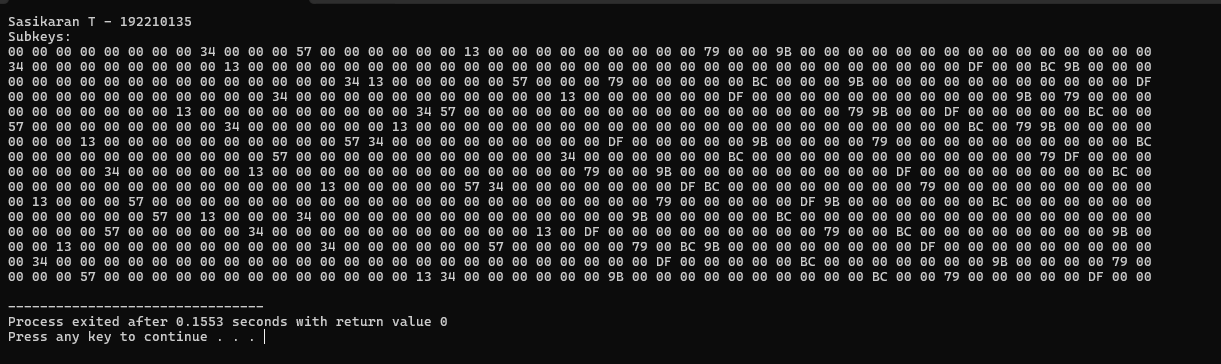 Sasikaran T - 192210135
Subkeys:
00 00 00 00 00 00 00 00 34 00 00 00 57 00 00 00 00 00 00 13 00 00 00 00 00 00 00 00 00 79 00 00 9B 00 00 00 00 00 00 00 00 00 00 00 00 00 00 00
34 00 00 00 00 00 00 00 00 13 00 00 00 00 00 00 00 00 00 00 00 00 00 00 00 00 00 00 00 00 00 00 00 00 00 00 00 00 00 00 DF 00 00 BC 9B 00 00 00
00 00 00 00 00 00 00 00 00 00 00 00 00 00 34 13 00 00 00 00 00 57 00 00 00 79 00 00 00 00 00 BC 00 00 00 9B 00 00 00 00 00 00 00 00 00 00 00 DF
00 00 00 00 00 00 00 00 00 00 00 34 00 00 00 00 00 00 00 00 00 00 00 13 00 00 00 00 00 00 DF 00 00 00 00 00 00 00 00 00 00 00 9B 00 79 00 00 00
00 00 00 00 00 00 00 13 00 00 00 00 00 00 00 00 00 34 57 00 00 00 00 00 00 00 00 00 00 00 00 00 00 00 00 79 9B 00 00 DF 00 00 00 00 00 BC 00 00
57 00 00 00 00 00 00 00 00 34 00 00 00 00 00 00 13 00 00 00 00 00 00 00 00 00 00 00 00 00 00 00 00 00 00 00 00 00 00 00 BC 00 79 9B 00 00 00 00
00 00 00 13 00 00 00 00 00 00 00 00 00 00 57 34 00 00 00 00 00 00 00 00 00 DF 00 00 00 00 00 9B 00 00 00 00 79 00 00 00 00 00 00 00 00 00 00 BC
00 00 00 00 00 00 00 00 00 00 00 57 00 00 00 00 00 00 00 00 00 00 00 34 00 00 00 00 00 00 BC 00 00 00 00 00 00 00 00 00 00 00 00 79 DF 00 00 00
00 00 00 00 34 00 00 00 00 00 13 00 00 00 00 00 00 00 00 00 00 00 00 00 79 00 00 9B 00 00 00 00 00 00 00 00 00 DF 00 00 00 00 00 00 00 00 BC 00
00 00 00 00 00 00 00 00 00 00 00 00 00 13 00 00 00 00 00 57 34 00 00 00 00 00 00 00 DF BC 00 00 00 00 00 00 00 00 79 00 00 00 00 00 00 00 00 00
00 13 00 00 00 57 00 00 00 00 00 00 00 00 00 00 00 00 00 00 00 00 00 00 00 00 00 79 00 00 00 00 00 DF 9B 00 00 00 00 00 00 BC 00 00 00 00 00 00
00 00 00 00 00 00 57 00 13 00 00 00 34 00 00 00 00 00 00 00 00 00 00 00 00 00 9B 00 00 00 00 00 BC 00 00 00 00 00 00 00 00 00 00 00 00 00 00 00
00 00 00 00 57 00 00 00 00 00 34 00 00 00 00 00 00 00 00 00 00 00 13 00 DF 00 00 00 00 00 00 00 00 00 79 00 00 BC 00 00 00 00 00 00 00 00 9B 00
00 00 13 00 00 00 00 00 00 00 00 00 00 34 00 00 00 00 00 00 57 00 00 00 00 00 79 00 BC 9B 00 00 00 00 00 00 00 00 DF 00 00 00 00 00 00 00 00 00
00 34 00 00 00 00 00 00 00 00 00 00 00 00 00 00 00 00 00 00 00 00 00 00 00 00 00 DF 00 00 00 00 00 BC 00 00 00 00 00 00 00 9B 00 00 00 00 79 00
00 00 00 57 00 00 00 00 00 00 00 00 00 00 00 00 00 13 34 00 00 00 00 00 00 9B 00 00 00 00 00 00 00 00 00 00 BC 00 00 79 00 00 00 00 00 DF 00 00
--------------------------------
Process exited after 0.1553 seconds with return value 0
Press any key to continue . . .